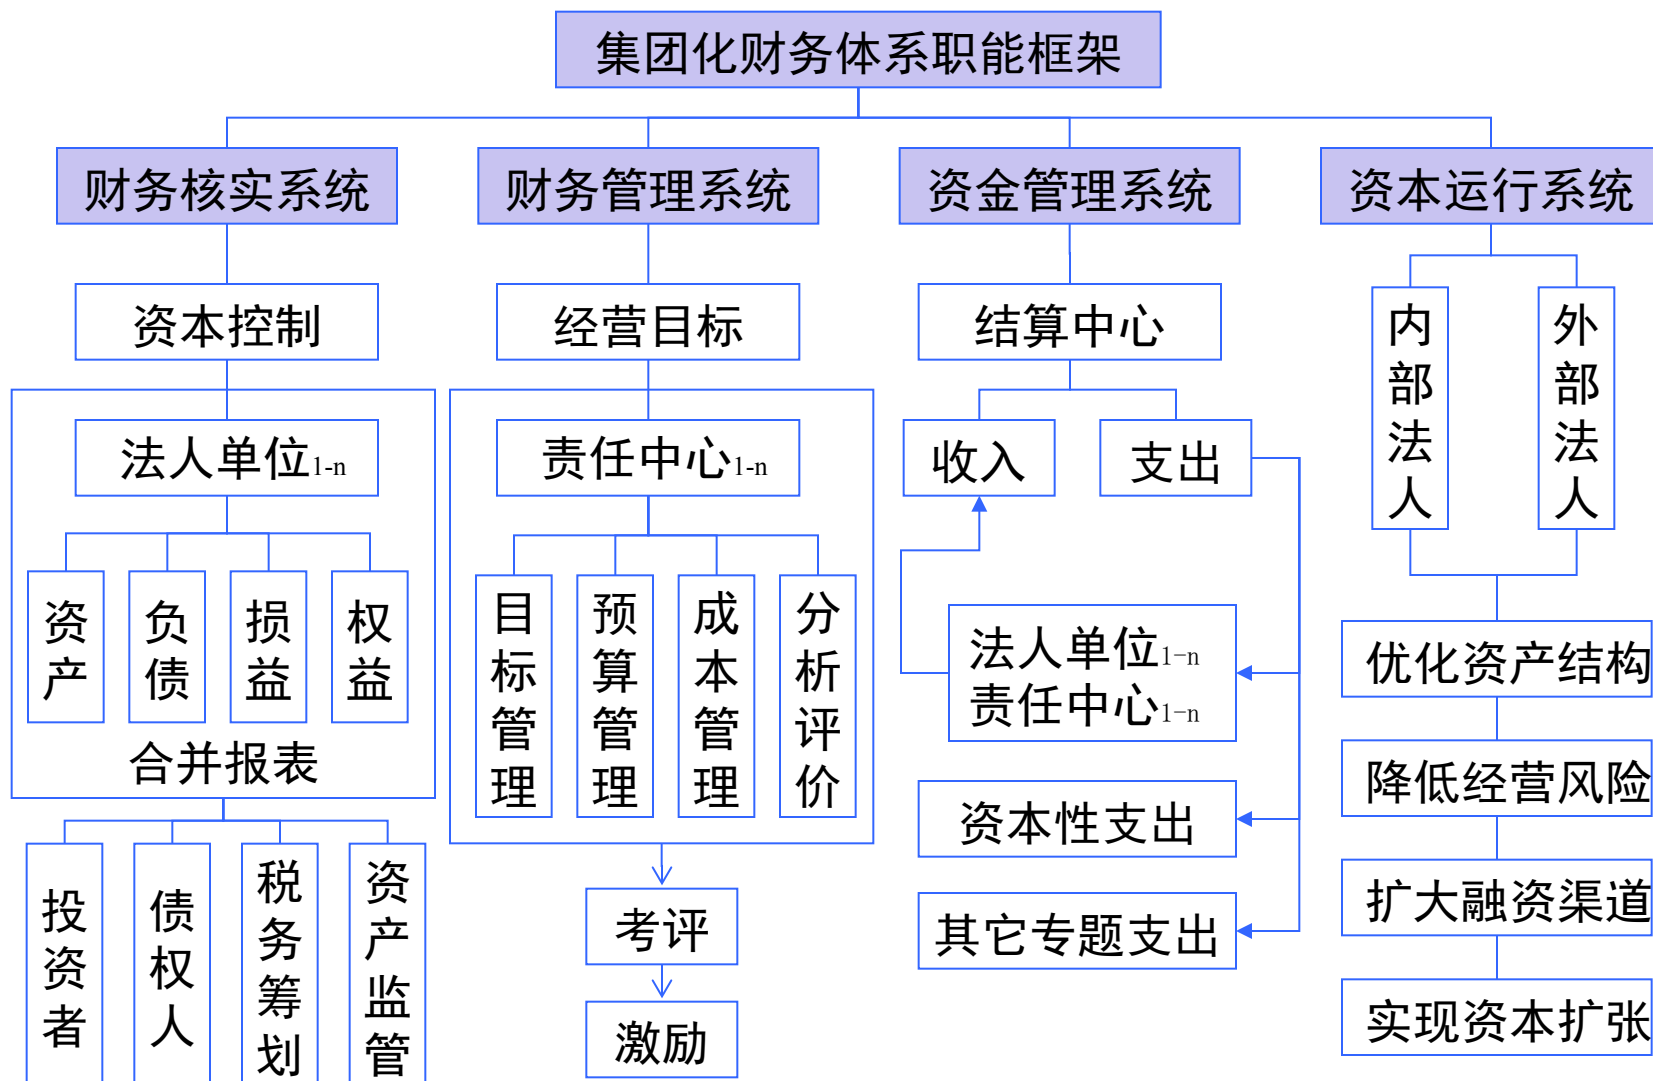 集团化财务体系职能框架
财务核实系统
财务管理系统
资金管理系统
资本运行系统
资本控制
经营目标
结算中心
内部法人
外部法人
法人单位1-n
责任中心1-n
收入
支出
资产
负债
损益
权益
目标管理
预算管理
成本管理
分析评价
法人单位1-n
责任中心1-n
优化资产结构
合并报表
降低经营风险
资本性支出
投资者
债权人
税务筹划
资产监管
考评
其它专题支出
扩大融资渠道
激励
实现资本扩张